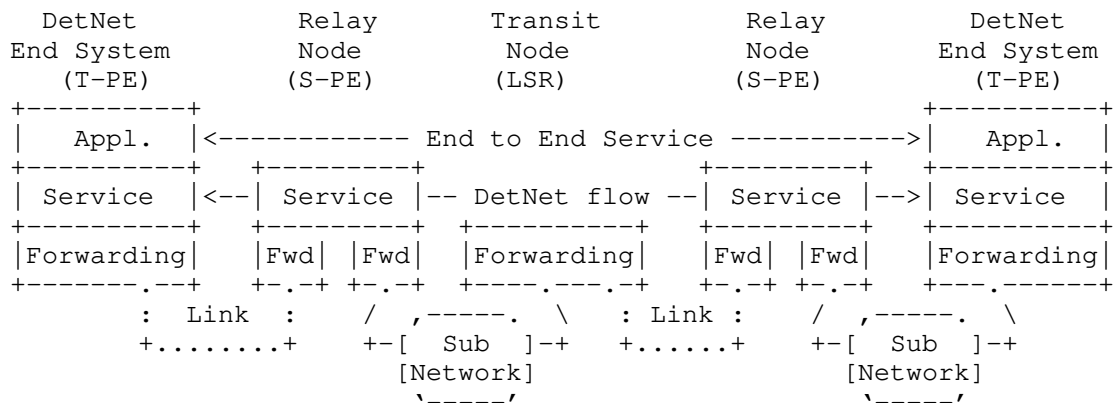 DetNet Relay Transit Relay DetNet
End System Node Node Node End System
(T-PE) (S-PE) (LSR) (S-PE) (T-PE)
Appl. <------------ End to End Service -----------> Appl.
Service <-- Service -- DetNet flow -- Service --> Service
Forwarding Fwd Fwd Forwarding Fwd Fwd Forwarding
Link Link
Sub Sub
[Network] [Network]